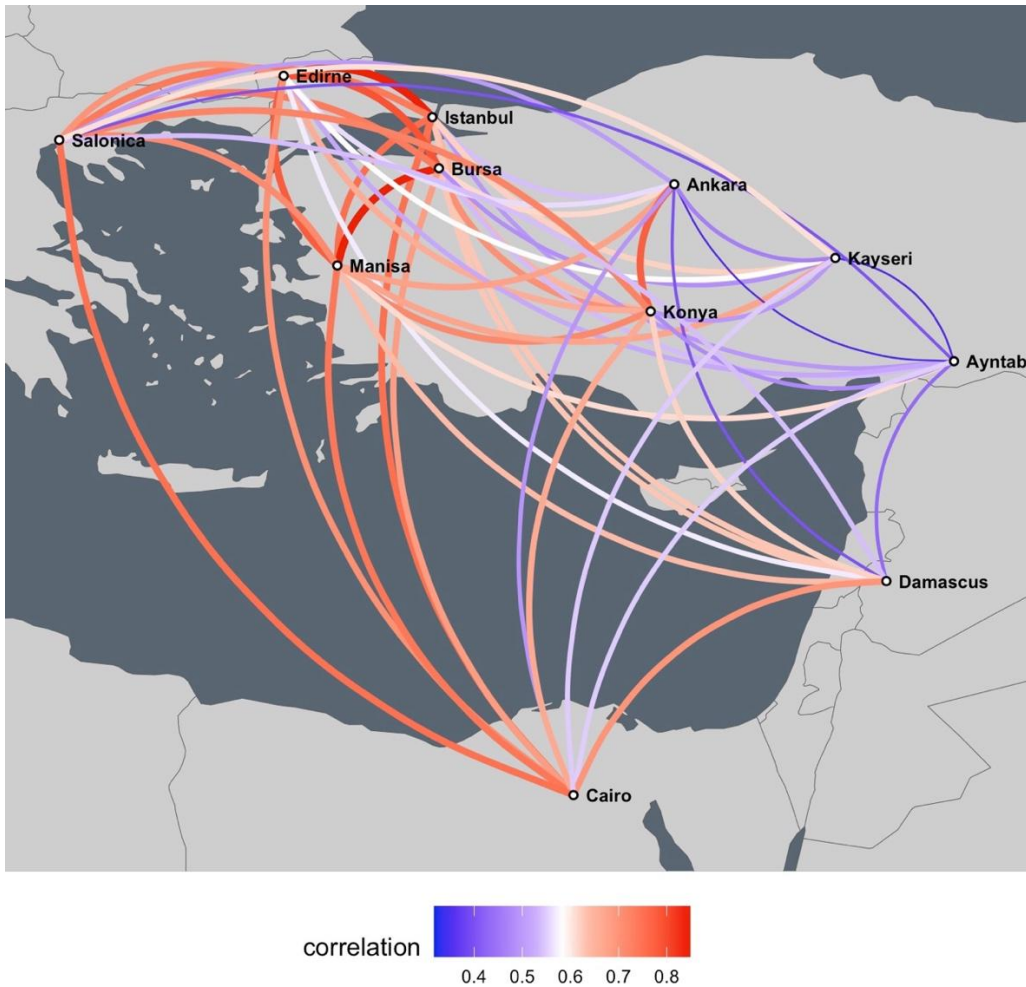 Edirne
Istanbul
Salonica
Bursa
Ankara
Kayseri
Manisa
Konya
Ayntab
Damascus
Cairo
correlation
0.4 0.5 0.6 0.7 0.8